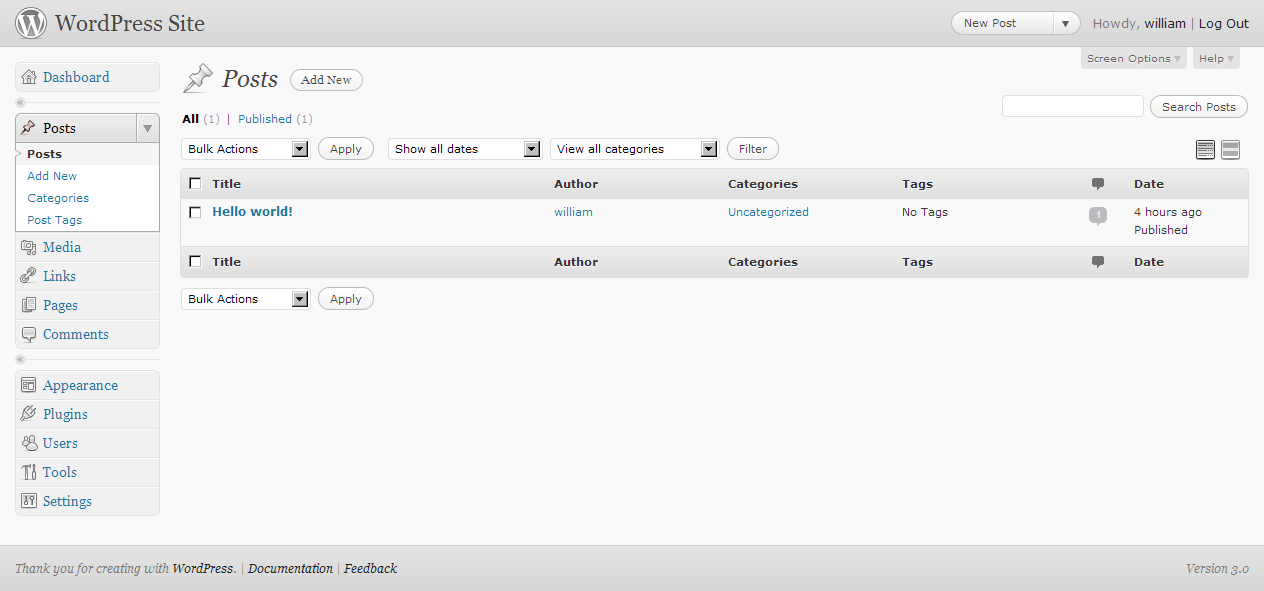 WordPress Site
New Post
Howdy, william | Log Out
Screen Options
Help
Dashboard
Posts
Posts
Add New
Categories
Post Tags
Media
Links
Pages
Comments
Appearance
Plugins
Users
Tools
Settings
Posts
Add New
All (1) | Published (1)
Search Posts
Bulk Actions
Apply
Show all dates
View all categories
Filter
Title Author Categories Tags Date
Hello world! william Uncategorized No Tags 1 4 hours ago
Published
Title Author Categories Tags Date
Bulk Actions
Apply
Thank you for creating with WordPress. | Documentation | Feedback
Version 3.0